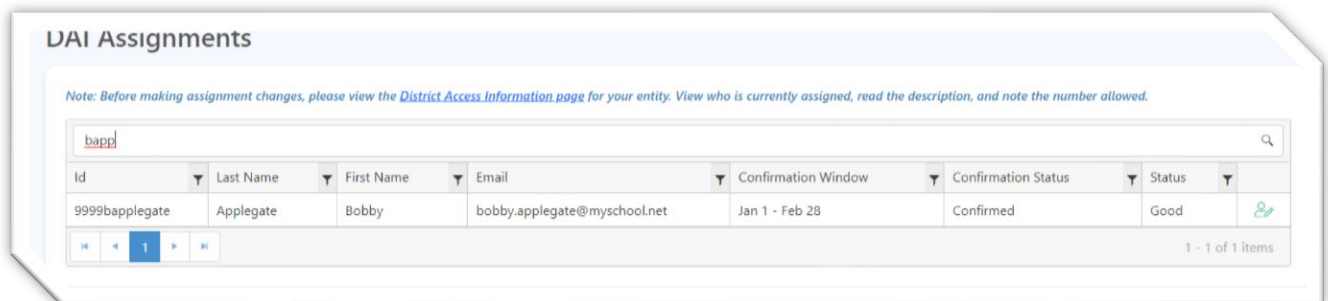 DAI Assignments
Note: Before making assignment changes, please view the District Access Information page for your entity. View who is currently assigned, read the description, and note the number allowed.
bapp
Id Last Name First Name Email Confirmation Window Confirmation Status Status
9999bapplegate Applegate Bobby bobby.applegate@myschool.net Jan 1 - Feb 28 Confirmed Good
1 1 - 1 of 1 items